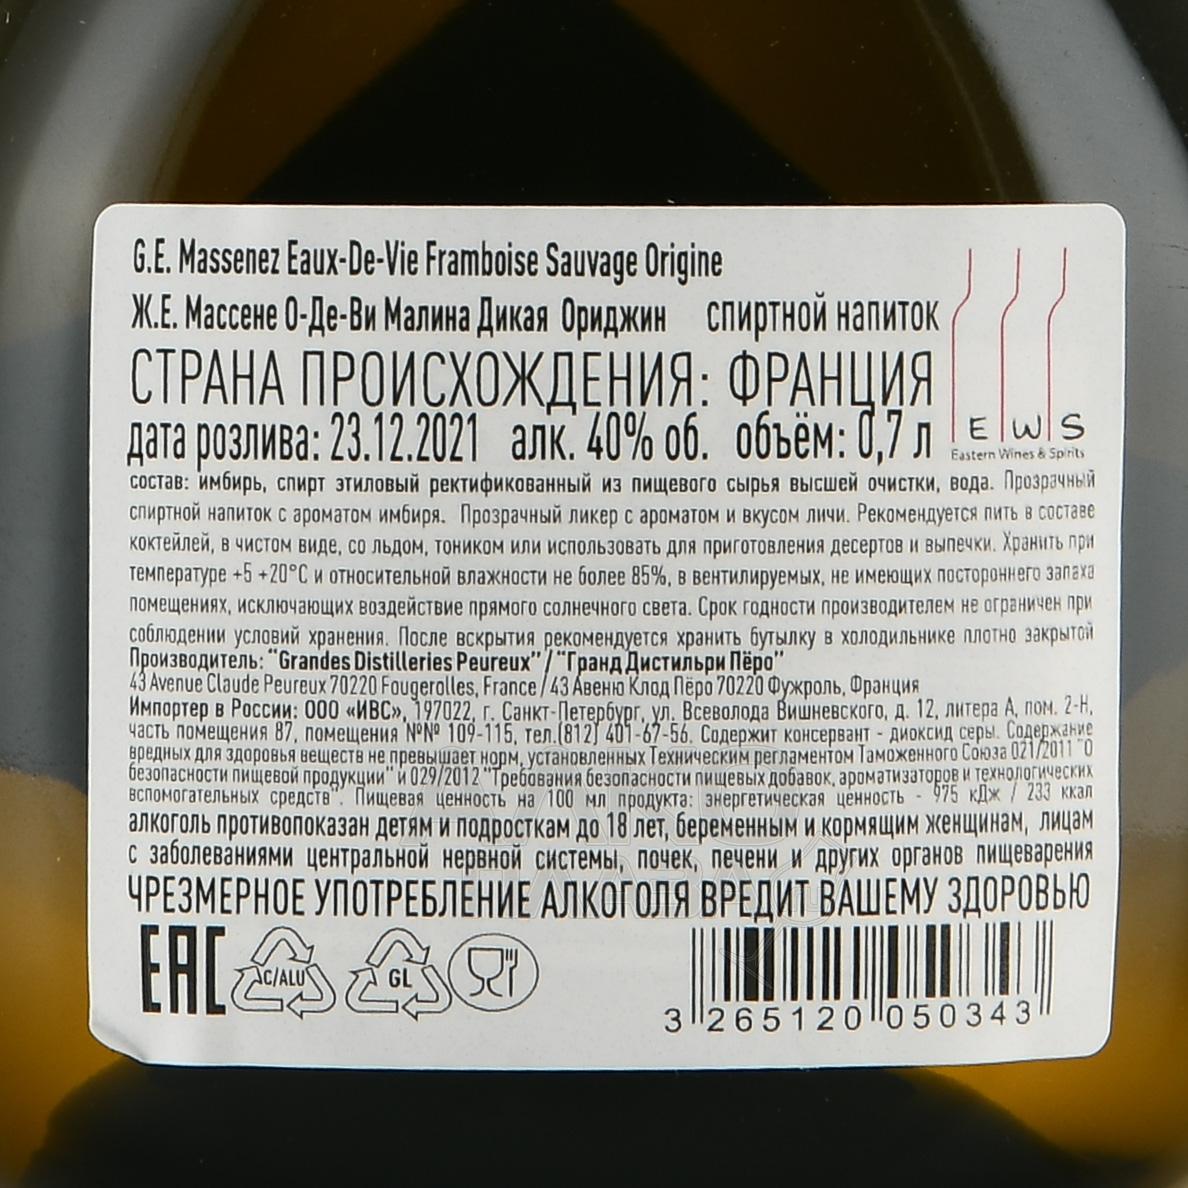 G.E. Massenez Eaux-De-Vie Framboise Sauvage Origine
Ж.Е. Массене О-Де-Ви Малина Дикая Ориджин спиртной напиток
СТРАНА ПРОИСХОЖДЕНИЯ: ФРАНЦИЯ
дата розлива: 23.12.2021 алк. 40% об. объём: 0,7 л
E W S
Eastern Wines & Spirits
состав: имбирь, спирт этиловый ректификованный из пищевого сырья высшей очистки, вода. Прозрачный
спиртной напиток с ароматом имбиря. Прозрачный ликер с ароматом и вкусом личи. Рекомендуется пить в составе
коктейлей, в чистом виде, со льдом, тоником или использовать для приготовления десертов и выпечки. Хранить при
температуре +5 +20°С и относительной влажности не более 85%, в вентилируемых, не имеющих постороннего запаха
помещениях, исключающих воздействие прямого солнечного света. Срок годности производителем не ограничен при
соблюдении условий хранения. После вскрытия рекомендуется хранить бутылку в холодильнике плотно закрытой
Производитель: "Grandes Distilleries Peureux" / "Гранд Дистильри Пёро"
43 Avenue Claude Peureux 70220 Fougerolles, France / 43 Авеню Клод Пёро 70220 Фужроль, Франция
Импортер в России: ООО «ИВС», 197022, г. Санкт-Петербург, ул. Всеволода Вишневского, д. 12, литера А, пом. 2-Н,
часть помещения 87, помещения №№ 109-115, тел.(812) 401-67-56. Содержит консервант - диоксид серы. Содержание
вредных для здоровья веществ не превышает норм, установленных Техническим регламентом Таможенного Союза 021/2011 "О
безопасности пищевой продукции" и 029/2012 "Требования безопасности пищевых добавок, ароматизаторов и технологических
вспомогательных средств". Пищевая ценность на 100 мл продукта: энергетическая ценность - 975 кДж / 233 ккал
алкоголь противопоказан детям и подросткам до 18 лет, беременным и кормящим женщинам, лицам
с заболеваниями центральной нервной системы, почек, печени и других органов пищеварения
ЧРЕЗМЕРНОЕ УПОТРЕБЛЕНИЕ АЛКОГОЛЯ ВРЕДИТ ВАШЕМУ ЗДОРОВЬЮ
EAC C/ALU GL
3 265120 050343